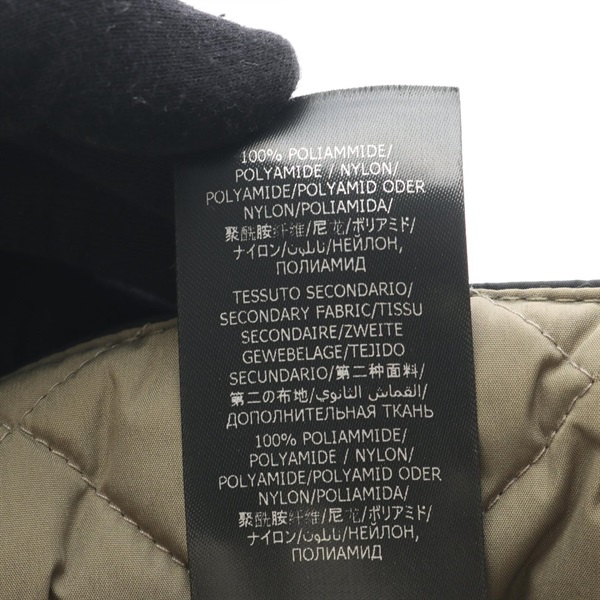 100% POLIAMMIDE/
POLYAMIDE / NYLON/
POLYAMIDE/POLYAMID ODER
NYLON/POLIAMIDA/
聚酰胺纤维/尼龙/ポリアミド/
ナイロン/نايلون/НЕЙЛОН,
ПОЛИАМИД
TESSUTO SECONDARIO/
SECONDARY FABRIC/TISSU
SECONDAIRE/ZWEITE
GEWEBELAGE/TEJIDO
SECUNDARIO/第二种面料/
第二の布地/القماش الثانوي/
ДОПОЛНИТЕЛЬНАЯ ТКАНЬ
100% POLIAMMIDE/
POLYAMIDE / NYLON/
POLYAMIDE/POLYAMID ODER
NYLON/POLIAMIDA/
聚酰胺纤维/尼龙/ポリアミド/
ナイロン/نايلون/НЕЙЛОН,
ПОЛИАМИД